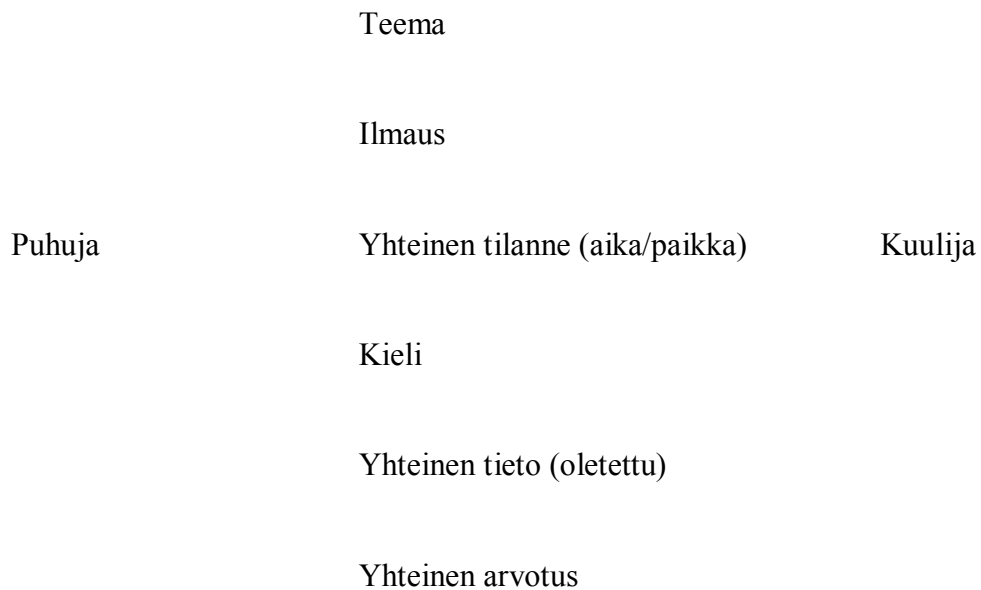 Teema
Ilmaus
Puhuja Yhteinen tilanne (aika/paikka) Kuulija
Kieli
Yhteinen tieto (oletettu)
Yhteinen arvotus